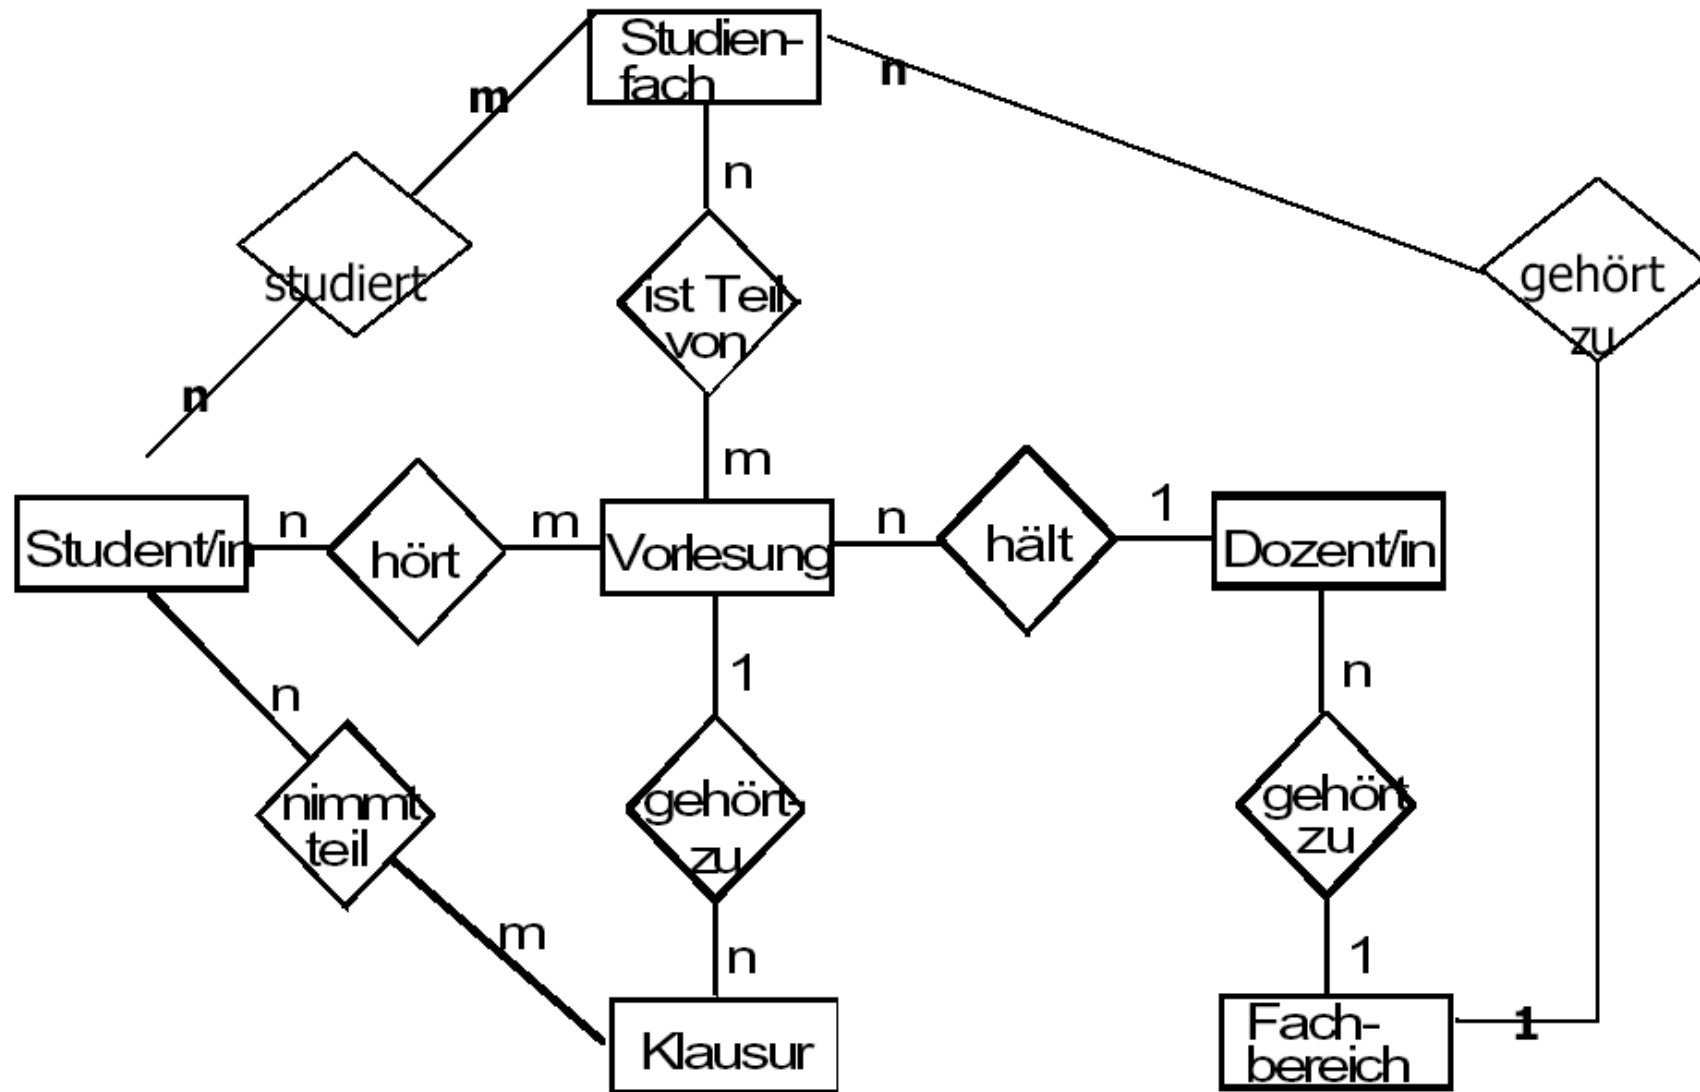 Studien-
fach
n
m
n
studiert
ist Teil
von
gehört
zu
n
m
Student/in
n
hört
m
Vorlesung
n
hält
1
Dozent/in
n
1
n
nimmt
teil
gehört-
zu
gehört
zu
m
n
1
Klausur
Fach-
bereich
1